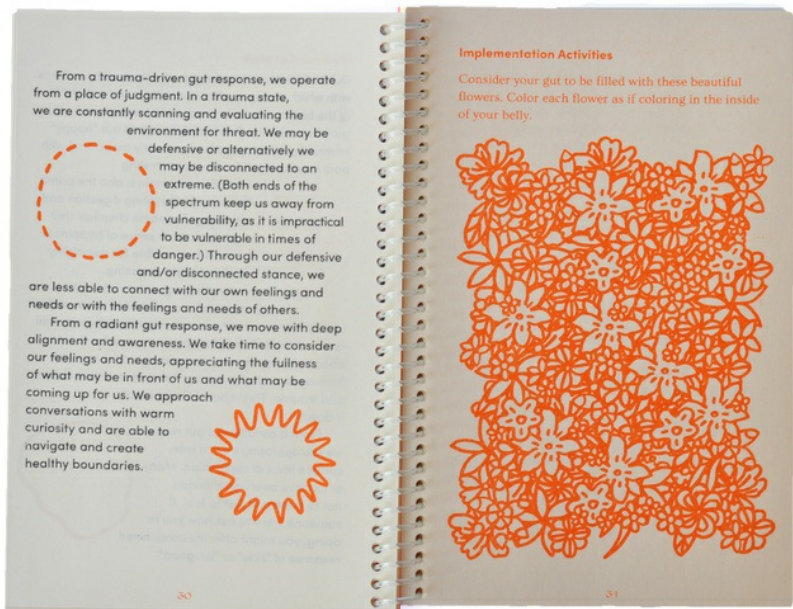 From a trauma-driven gut response, we operate
from a place of judgment. In a trauma state,
we are constantly scanning and evaluating the
environment for threat. We may be
defensive or alternatively we
may be disconnected to an
extreme. (Both ends of the
spectrum keep us away from
vulnerability, as it is impractical
to be vulnerable in times of
danger.) Through our defensive
and/or disconnected stance, we
are less able to connect with our own feelings and
needs or with the feelings and needs of others.
From a radiant gut response, we move with deep
alignment and awareness. We take time to consider
our feelings and needs, appreciating the fullness
of what may be in front of us and what may be
coming up for us. We approach
conversations with warm
curiosity and are able to
navigate and create
healthy boundaries.
30
Implementation Activities
Consider your gut to be filled with these beautiful
flowers. Color each flower as if coloring in the inside
of your belly.
31